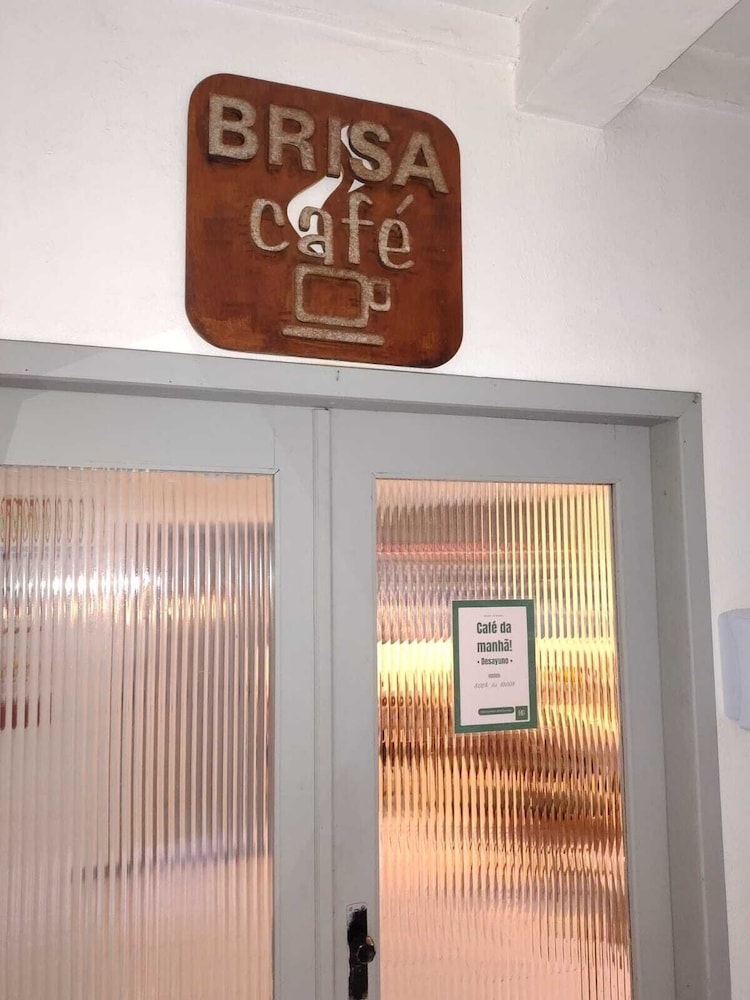 BRISA
café
Café da
manhã!
• Desayuno •